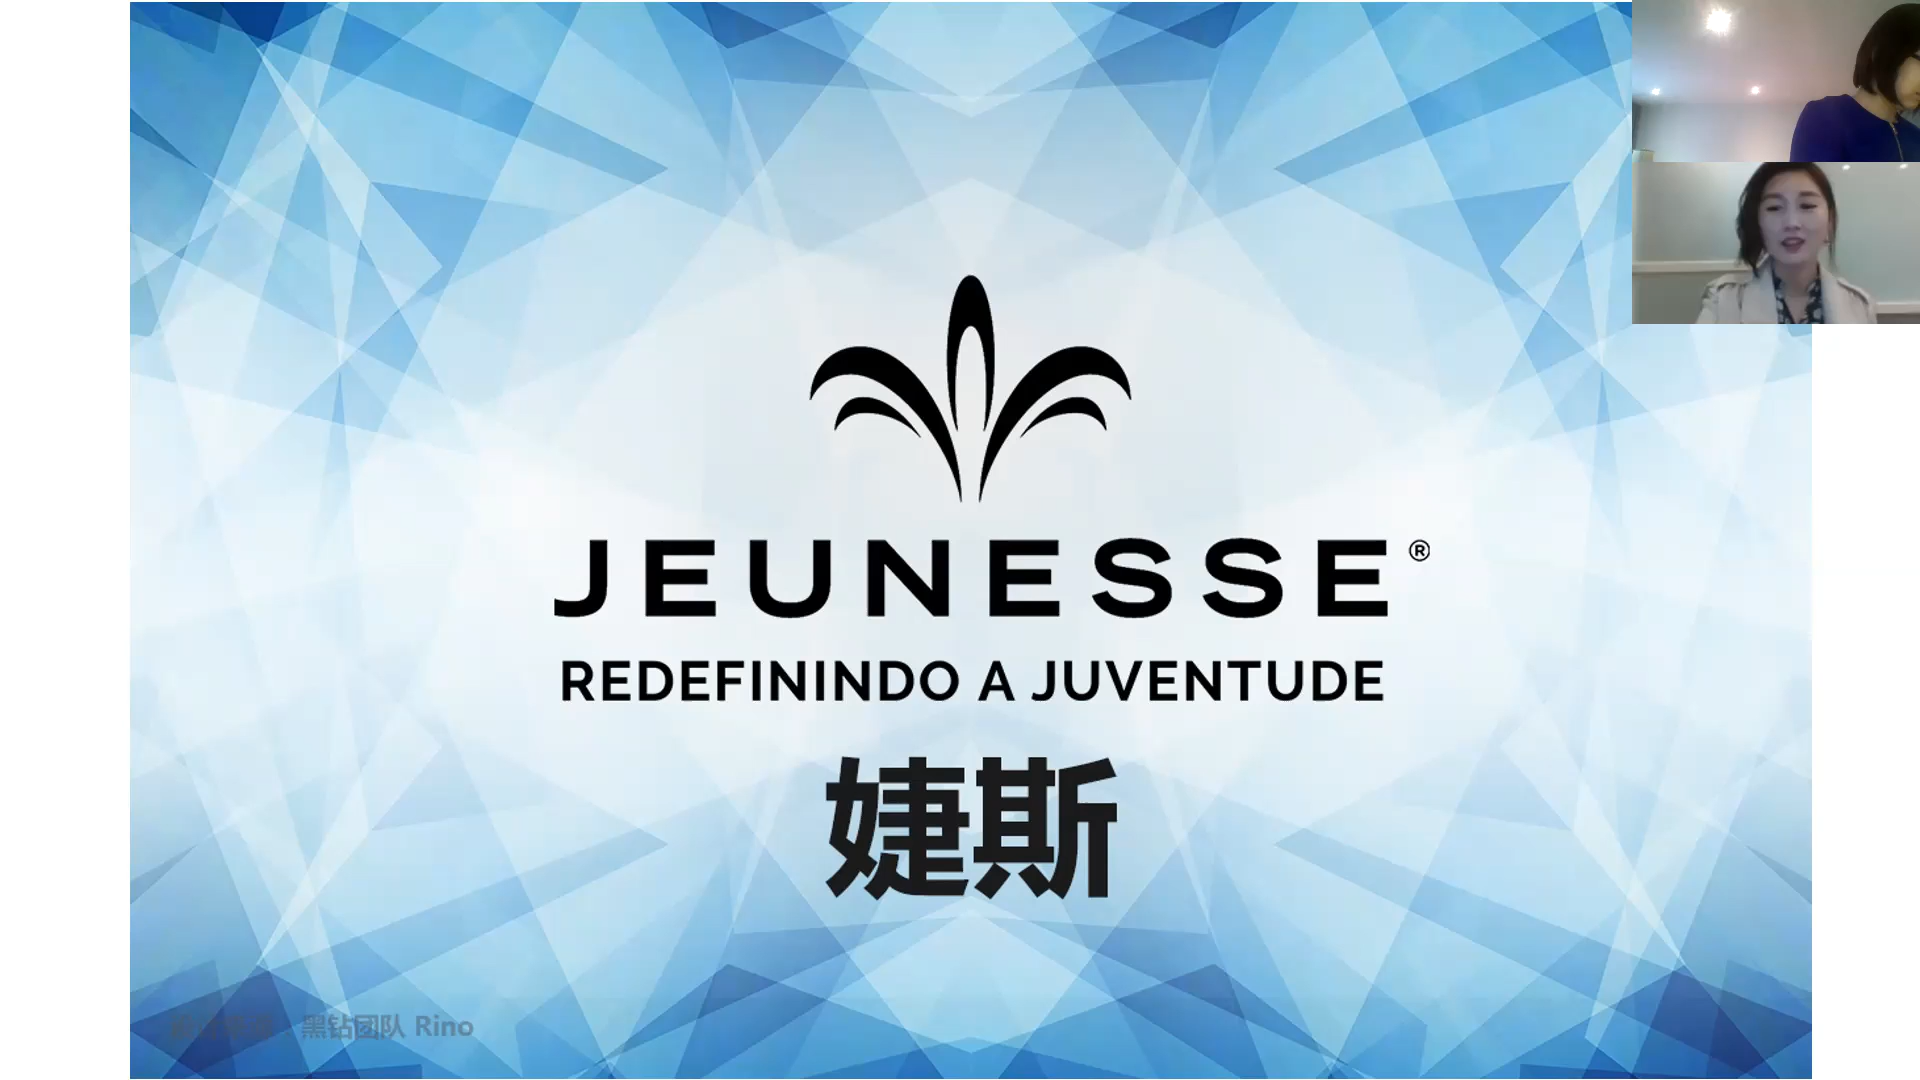 JEUNESSE®
REDEFININDO A JUVENTUDE
婕斯
黑钻团队 Rino